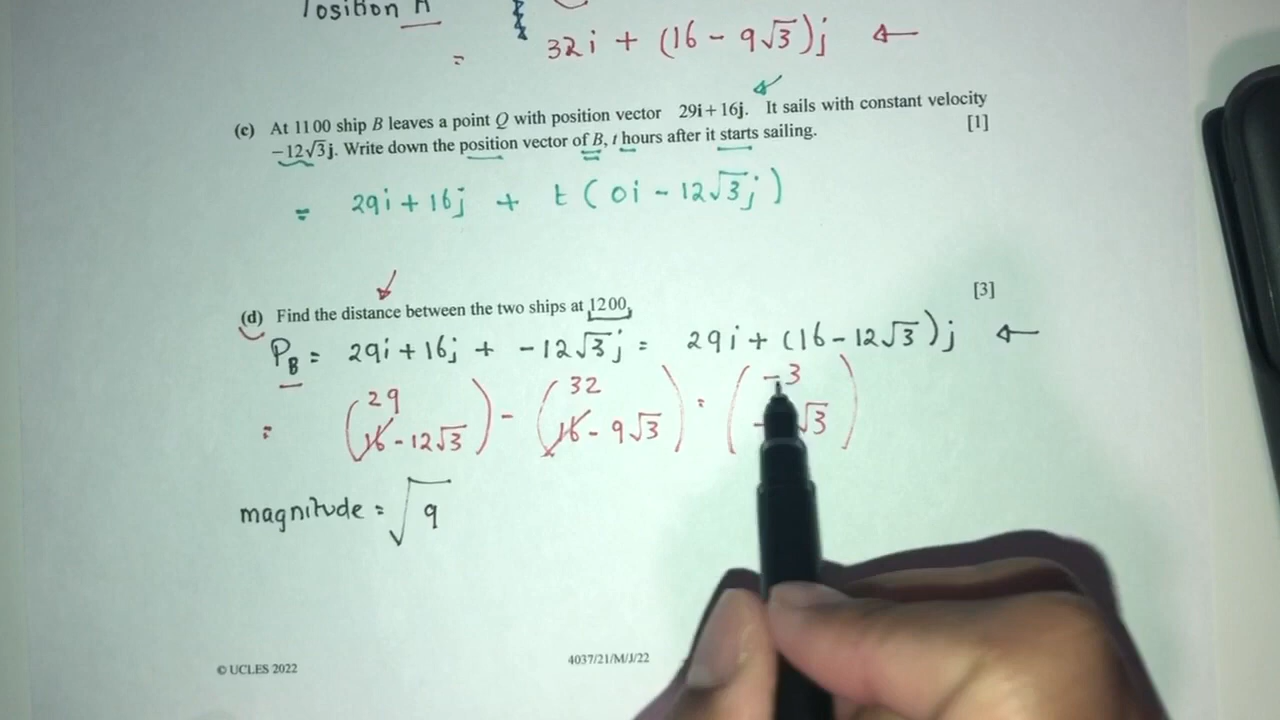 Position A
= 32i + (16 - 9√3)j ←
(c) At 1100 ship B leaves a point Q with position vector 29i + 16j. It sails with constant velocity
-12√3j. Write down the position vector of B, t hours after it starts sailing. [1]
= 29i + 16j + t(0i - 12√3j)
(d) Find the distance between the two ships at 1200. [3]
P_B = 29i + 16j + -12√3j = 29i + (16 - 12√3)j ←
= (29 / 16 - 12√3) - (32 / 16 - 9√3) = (-3 / - √3)
magnitude = √9
© UCLES 2022 4037/21/M/J/22